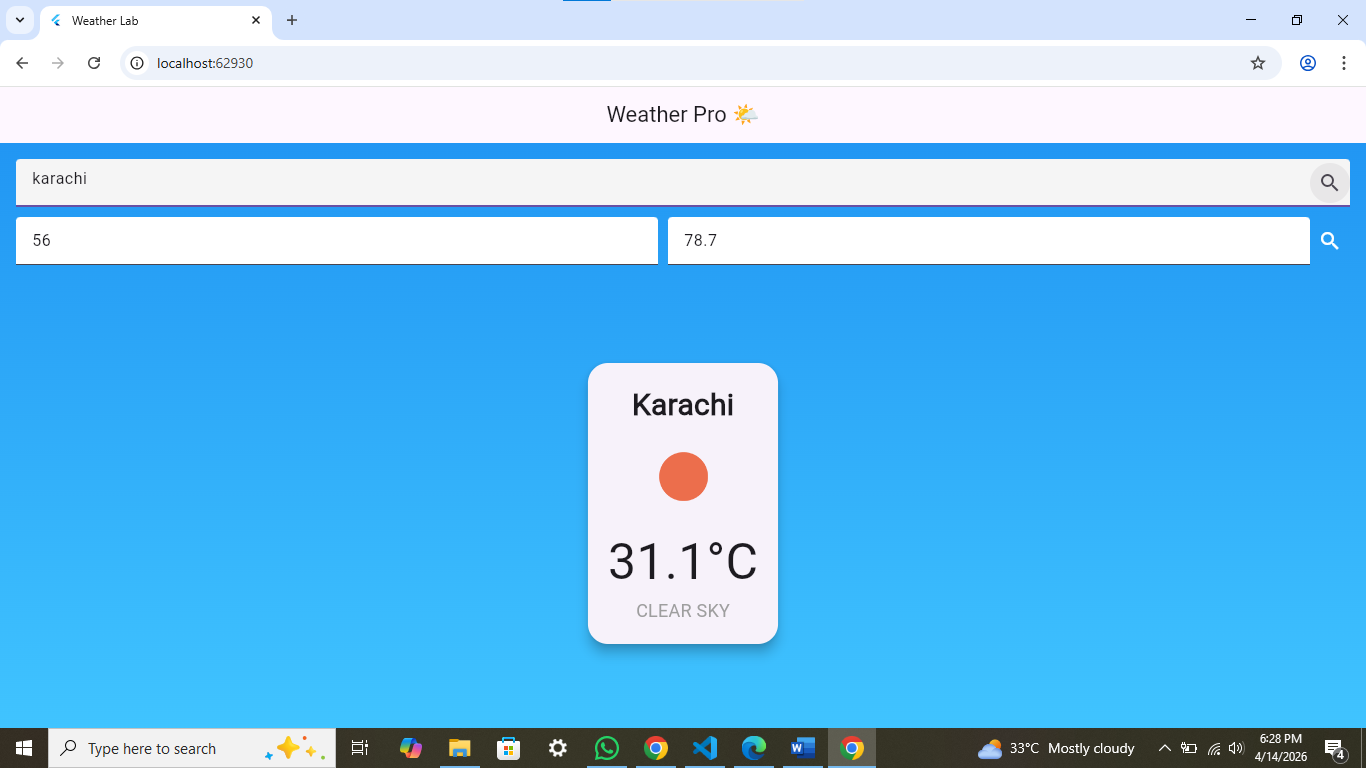 Weather Lab
localhost:62930
Weather Pro 🌤️
karachi
56
78.7
Karachi
31.1°C
CLEAR SKY
Type here to search
33°C Mostly cloudy
6:28 PM
4/14/2026
4